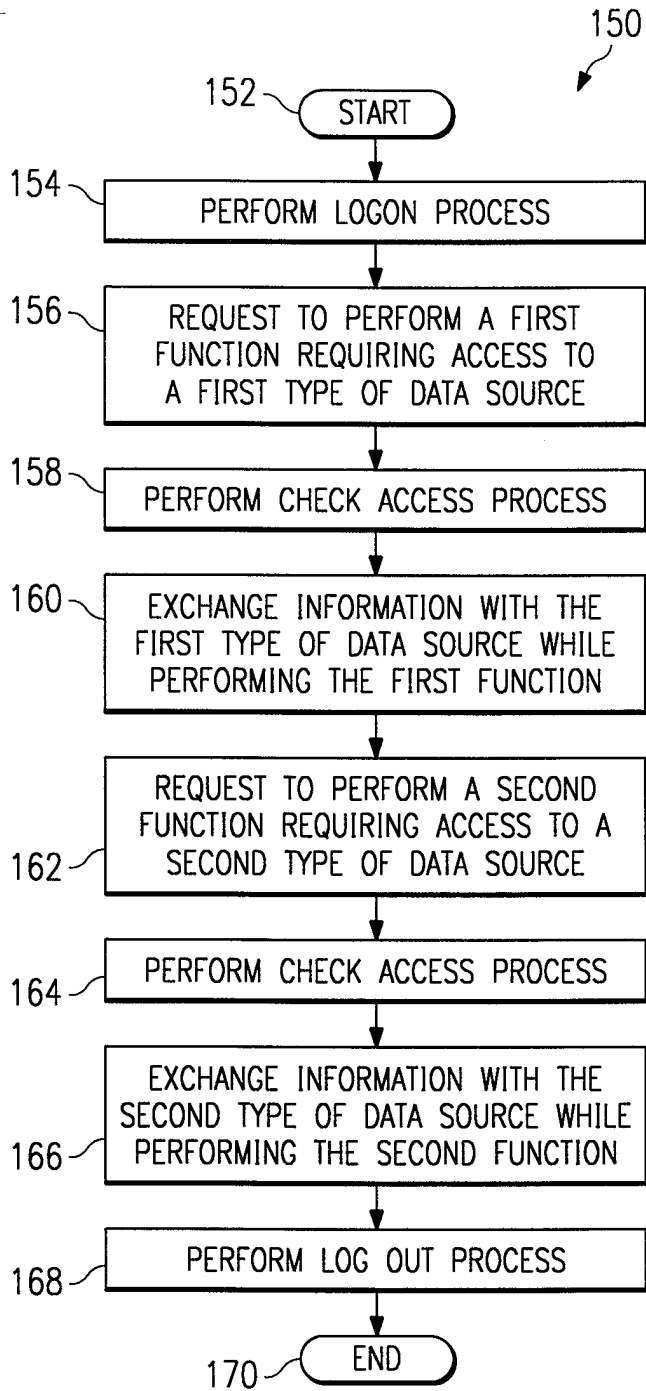 150
152
START
154
PERFORM LOGON PROCESS
156
REQUEST TO PERFORM A FIRST
FUNCTION REQUIRING ACCESS TO
A FIRST TYPE OF DATA SOURCE
158
PERFORM CHECK ACCESS PROCESS
160
EXCHANGE INFORMATION WITH THE
FIRST TYPE OF DATA SOURCE WHILE
PERFORMING THE FIRST FUNCTION
REQUEST TO PERFORM A SECOND
FUNCTION REQUIRING ACCESS TO A
SECOND TYPE OF DATA SOURCE
162
PERFORM CHECK ACCESS PROCESS
164
EXCHANGE INFORMATION WITH THE
SECOND TYPE OF DATA SOURCE WHILE
PERFORMING THE SECOND FUNCTION
166
PERFORM LOG OUT PROCESS
168
END
170